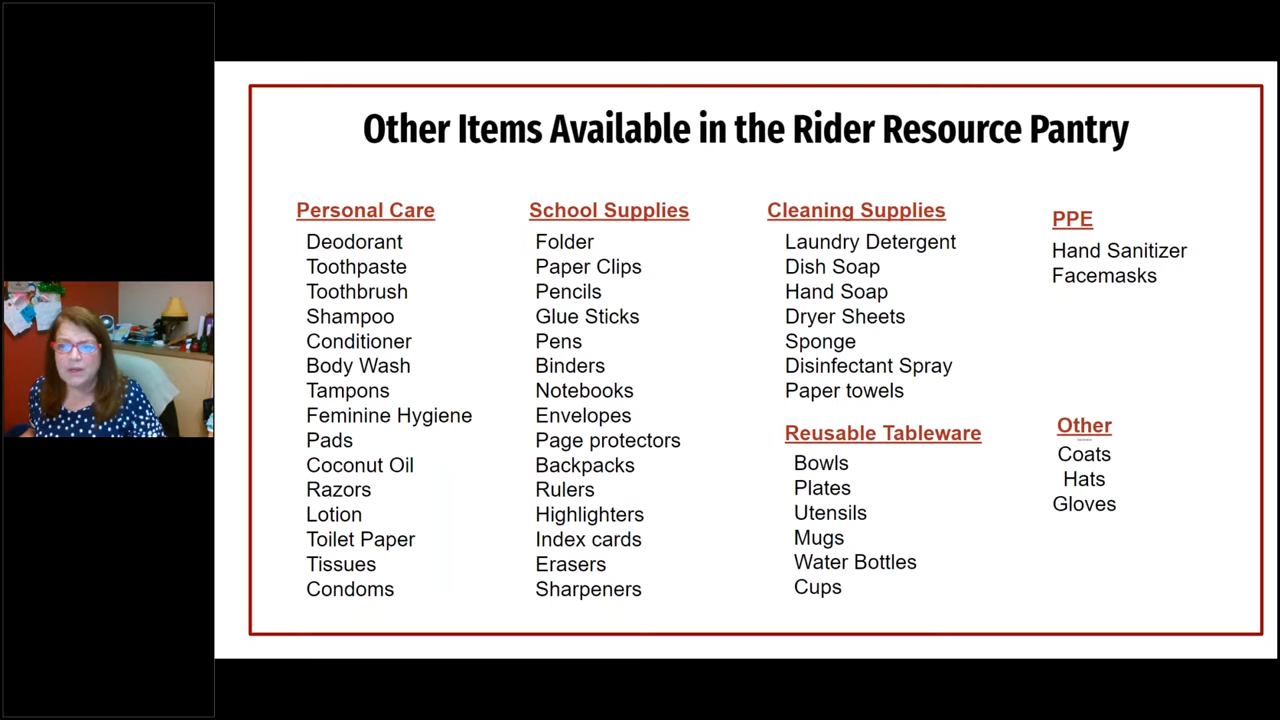 Other Items Available in the Rider Resource Pantry
Personal Care
Deodorant
Toothpaste
Toothbrush
Shampoo
Conditioner
Body Wash
Tampons
Feminine Hygiene
Pads
Coconut Oil
Razors
Lotion
Toilet Paper
Tissues
Condoms
School Supplies
Folder
Paper Clips
Pencils
Glue Sticks
Pens
Binders
Notebooks
Envelopes
Page protectors
Backpacks
Rulers
Highlighters
Index cards
Erasers
Sharpeners
Cleaning Supplies
Laundry Detergent
Dish Soap
Hand Soap
Dryer Sheets
Sponge
Disinfectant Spray
Paper towels
Reusable Tableware
Bowls
Plates
Utensils
Mugs
Water Bottles
Cups
PPE
Hand Sanitizer
Facemasks
Other
Coats
Hats
Gloves